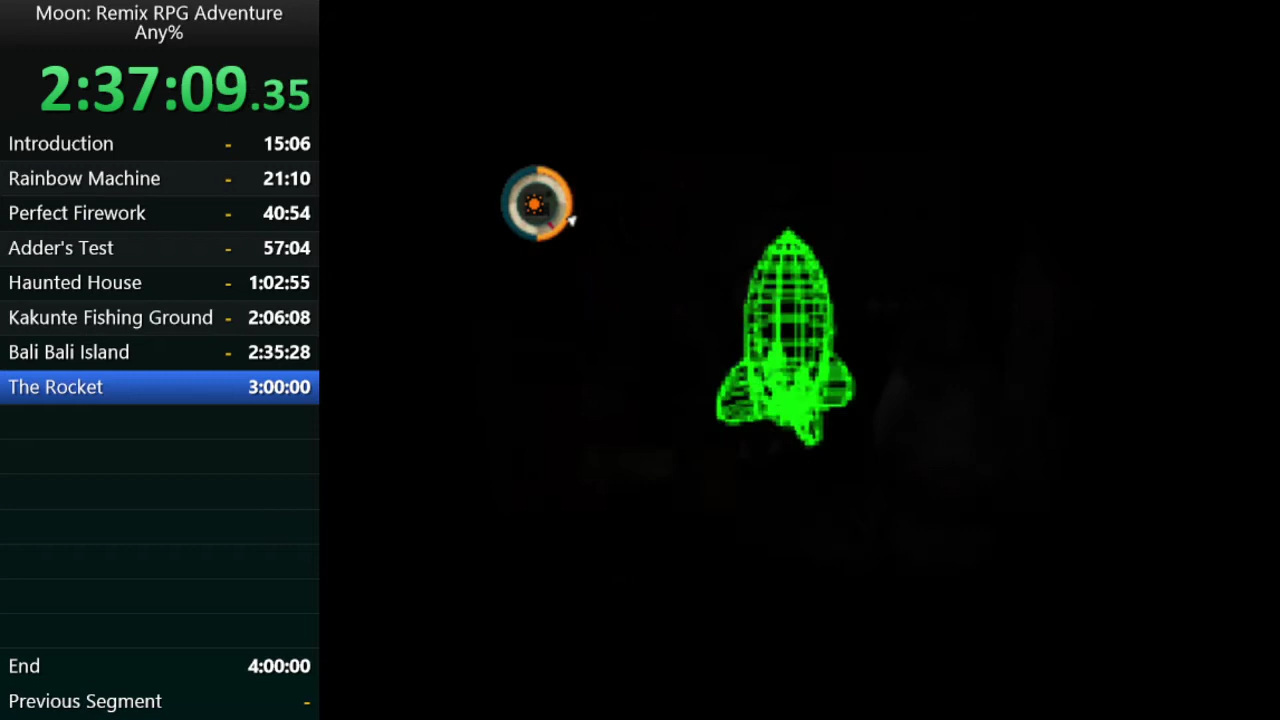 Moon: Remix RPG Adventure
Any%
2:37:09.35
Introduction - 15:06
Rainbow Machine - 21:10
Perfect Firework - 40:54
Adder's Test - 57:04
Haunted House - 1:02:55
Kakunte Fishing Ground - 2:06:08
Bali Bali Island - 2:35:28
The Rocket 3:00:00
End 4:00:00
Previous Segment -